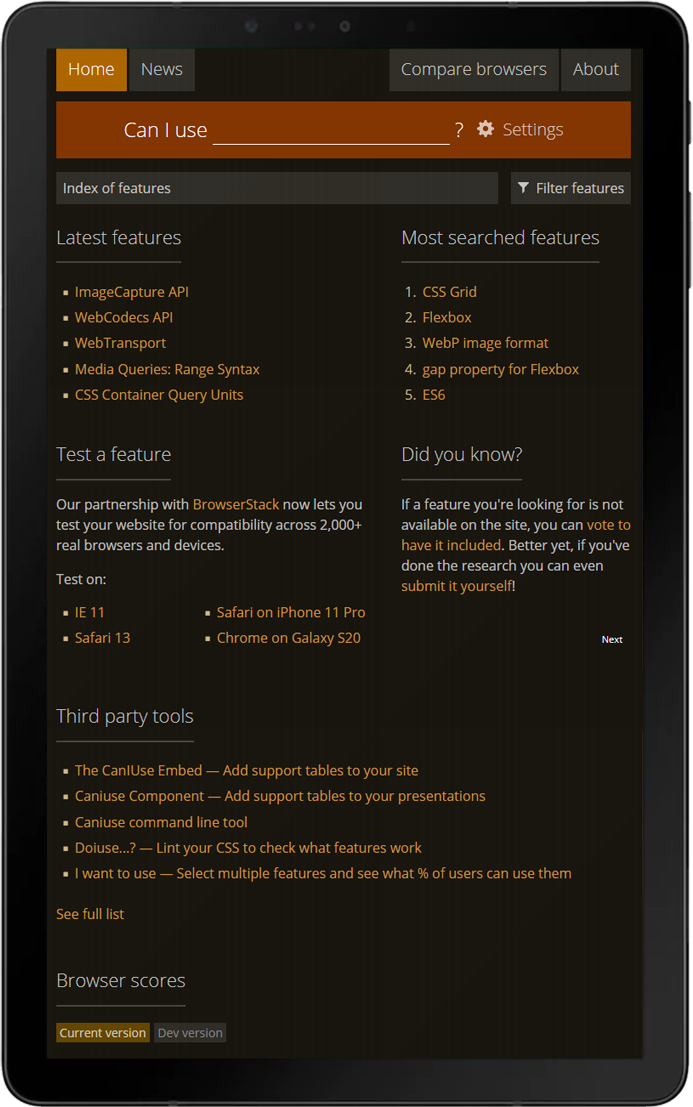 Home
News
Compare browsers
About
Can I use ?
Settings
Index of features
Filter features
Latest features
ImageCapture API
WebCodecs API
WebTransport
Media Queries: Range Syntax
CSS Container Query Units
Most searched features
1. CSS Grid
2. Flexbox
3. WebP image format
4. gap property for Flexbox
5. ES6
Test a feature
Our partnership with BrowserStack now lets you
test your website for compatibility across 2,000+
real browsers and devices.
Test on:
IE 11
Safari 13
Safari on iPhone 11 Pro
Chrome on Galaxy S20
Did you know?
If a feature you're looking for is not
available on the site, you can vote to
have it included. Better yet, if you've
done the research you can even
submit it yourself!
Next
Third party tools
The CanIUse Embed — Add support tables to your site
Caniuse Component — Add support tables to your presentations
Caniuse command line tool
Doiuse...? — Lint your CSS to check what features work
I want to use — Select multiple features and see what % of users can use them
See full list
Browser scores
Current version
Dev version